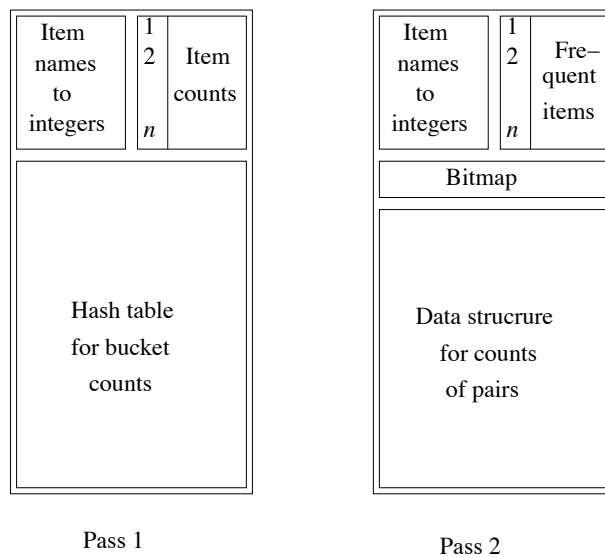 Item
names
to
integers
1
2
n
Item
counts
Hash table
for bucket
counts
Pass 1
Item
names
to
integers
1
2
n
Fre–
quent
items
Bitmap
Data strucrure
for counts
of pairs
Pass 2